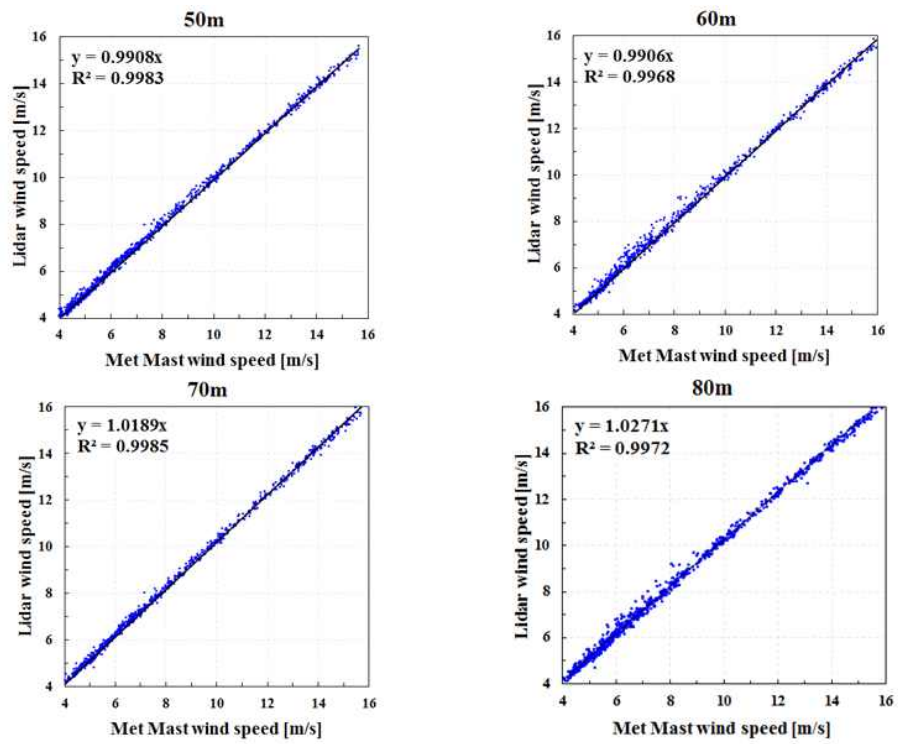 50m
y = 0.9908x
R² = 0.9983
16
14
12
10
8
6
4
4 6 8 10 12 14 16
Lidar wind speed [m/s]
Met Mast wind speed [m/s]
60m
y = 0.9906x
R² = 0.9968
16
14
12
10
8
6
4
4 6 8 10 12 14 16
Lidar wind speed [m/s]
Met Mast wind speed [m/s]
70m
y = 1.0189x
R² = 0.9985
16
14
12
10
8
6
4
4 6 8 10 12 14 16
Lidar wind speed [m/s]
Met Mast wind speed [m/s]
80m
y = 1.0271x
R² = 0.9972
16
14
12
10
8
6
4
4 6 8 10 12 14 16
Lidar wind speed [m/s]
Met Mast wind speed [m/s]